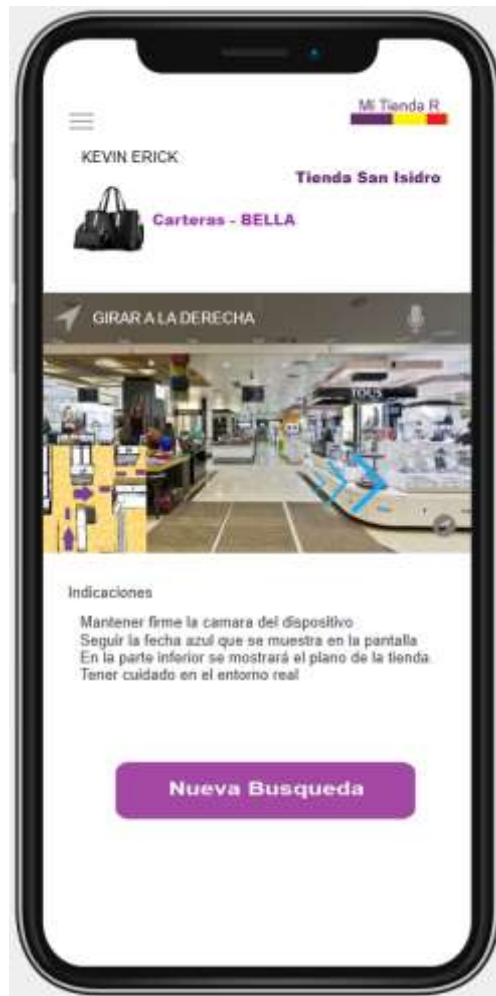 Mi Tienda R
KEVIN ERICK
Tienda San Isidro
Carteras - BELLA
GIRAR A LA DERECHA
TOUS
Indicaciones
Mantener firme la camara del dispositivo
Seguir la fecha azul que se muestra en la pantalla
En la parte inferior se mostrará el plano de la tienda
Tener cuidado en el entorno real
Nueva Busqueda